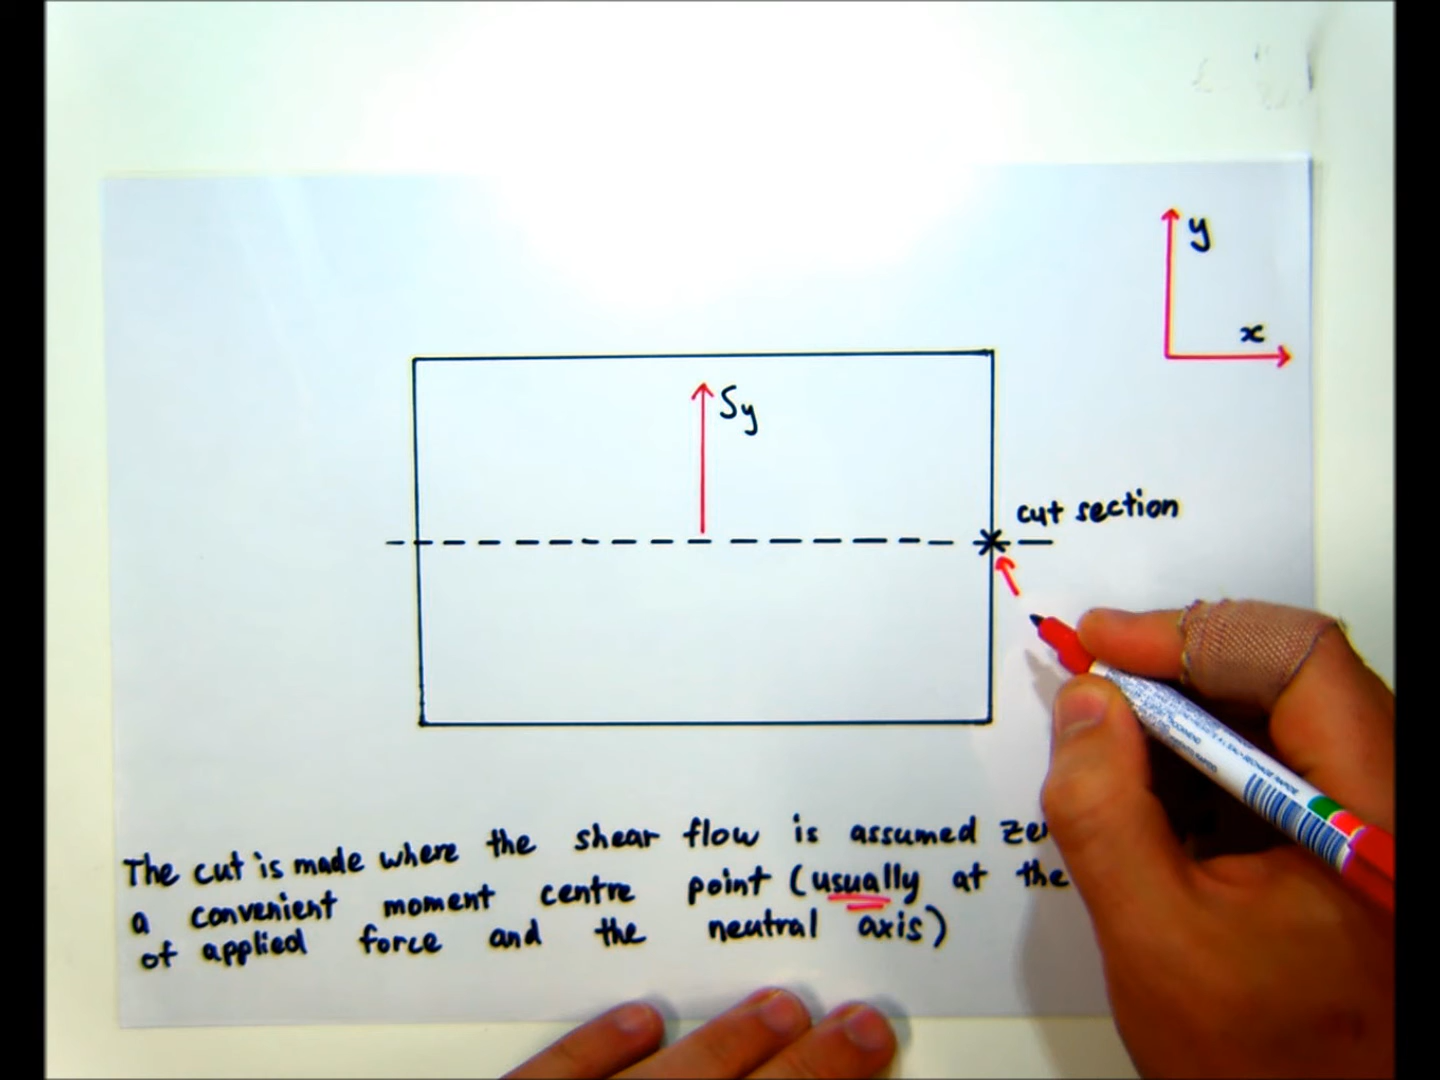 y
x
Sy
cut section
The cut is made where the shear flow is assumed
a convenient moment centre point (usually at the
of applied force and the neutral axis)